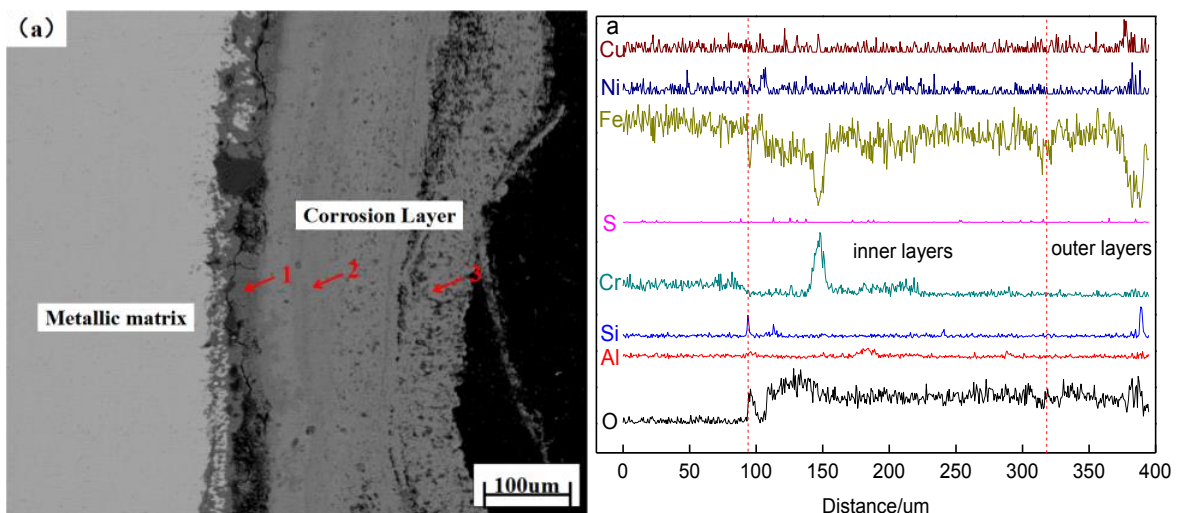 (a)
Corrosion Layer
1
2
3
Metallic matrix
100um
a
Cu
Ni
Fe
S
inner layers
outer layers
Cr
Si
Al
O
0 50 100 150 200 250 300 350 400
Distance/um